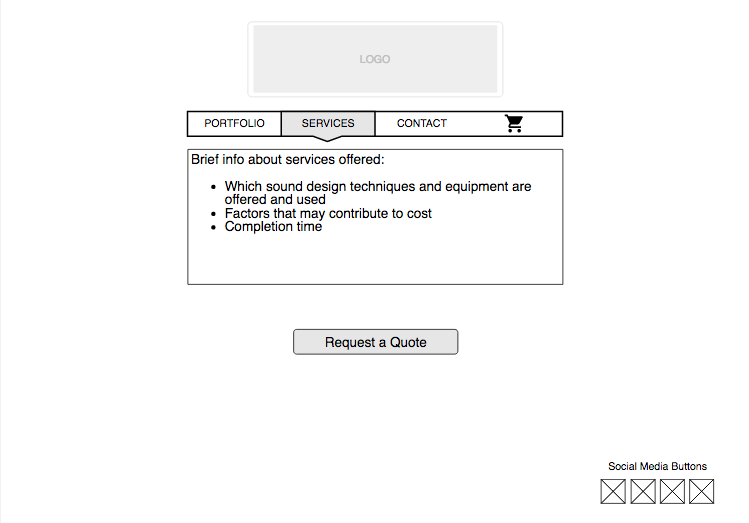 LOGO
PORTFOLIO SERVICES CONTACT
Brief info about services offered:
• Which sound design techniques and equipment are
offered and used
• Factors that may contribute to cost
• Completion time
Request a Quote
Social Media Buttons